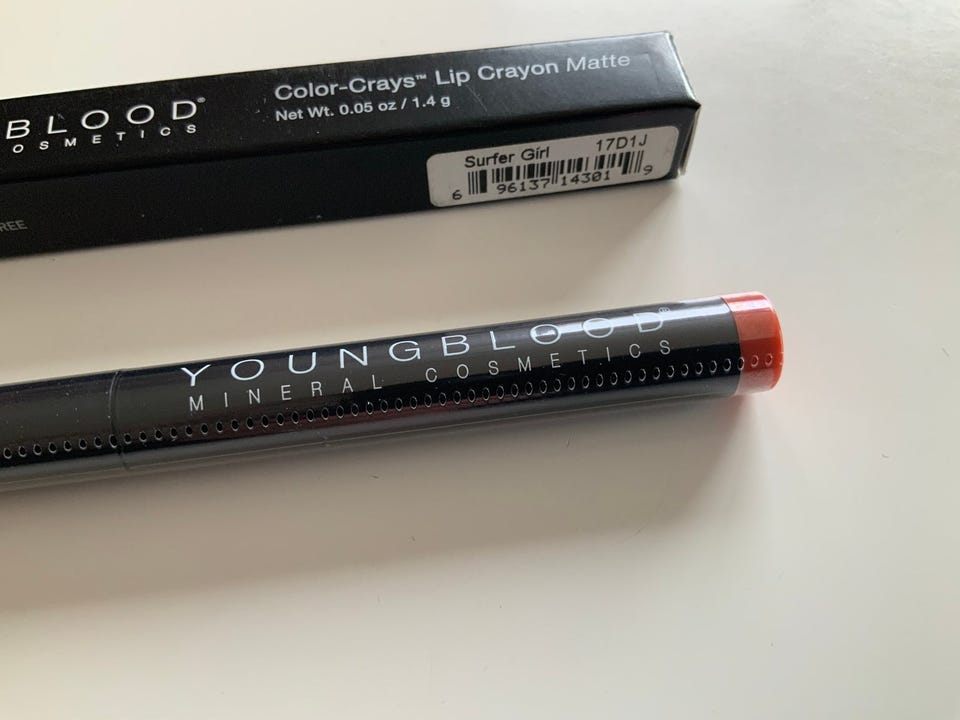 BLOOD®
OSMETICS
Color-Crays™ Lip Crayon Matte
Net Wt. 0.05 oz / 1.4 g
REE
Surfer Girl 17D1J
6 96137 14301 9
YOUNGBLOOD®
MINERAL COSMETICS